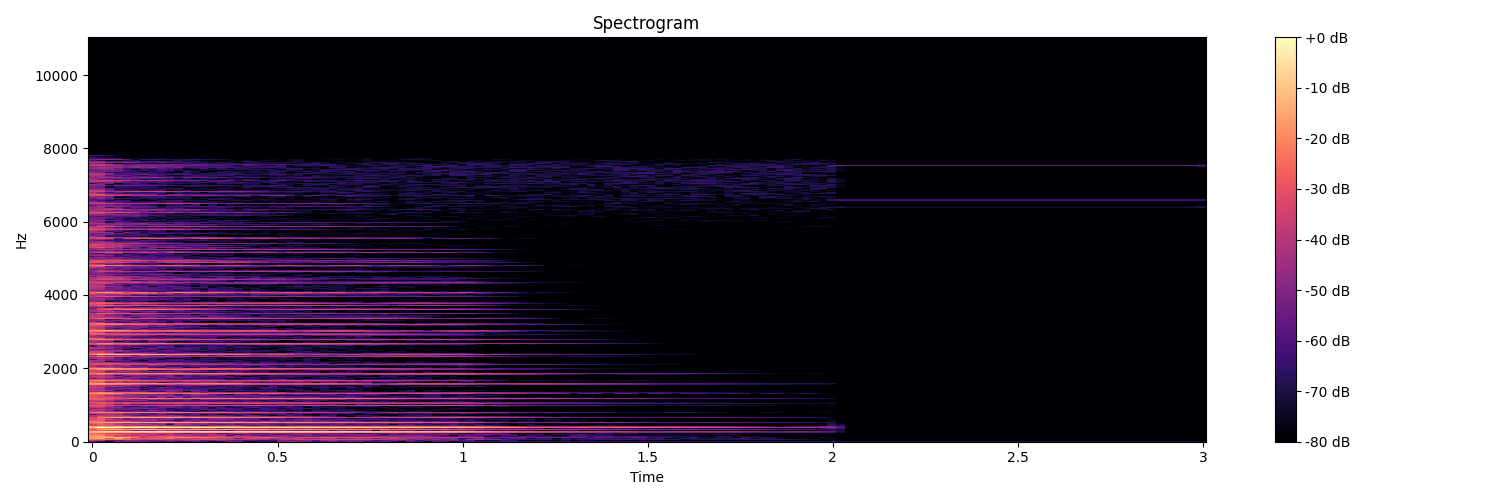 Spectrogram
Hz
10000
8000
6000
4000
2000
0
0
0.5
1
1.5
2
2.5
3
Time
+0 dB
-10 dB
-20 dB
-30 dB
-40 dB
-50 dB
-60 dB
-70 dB
-80 dB